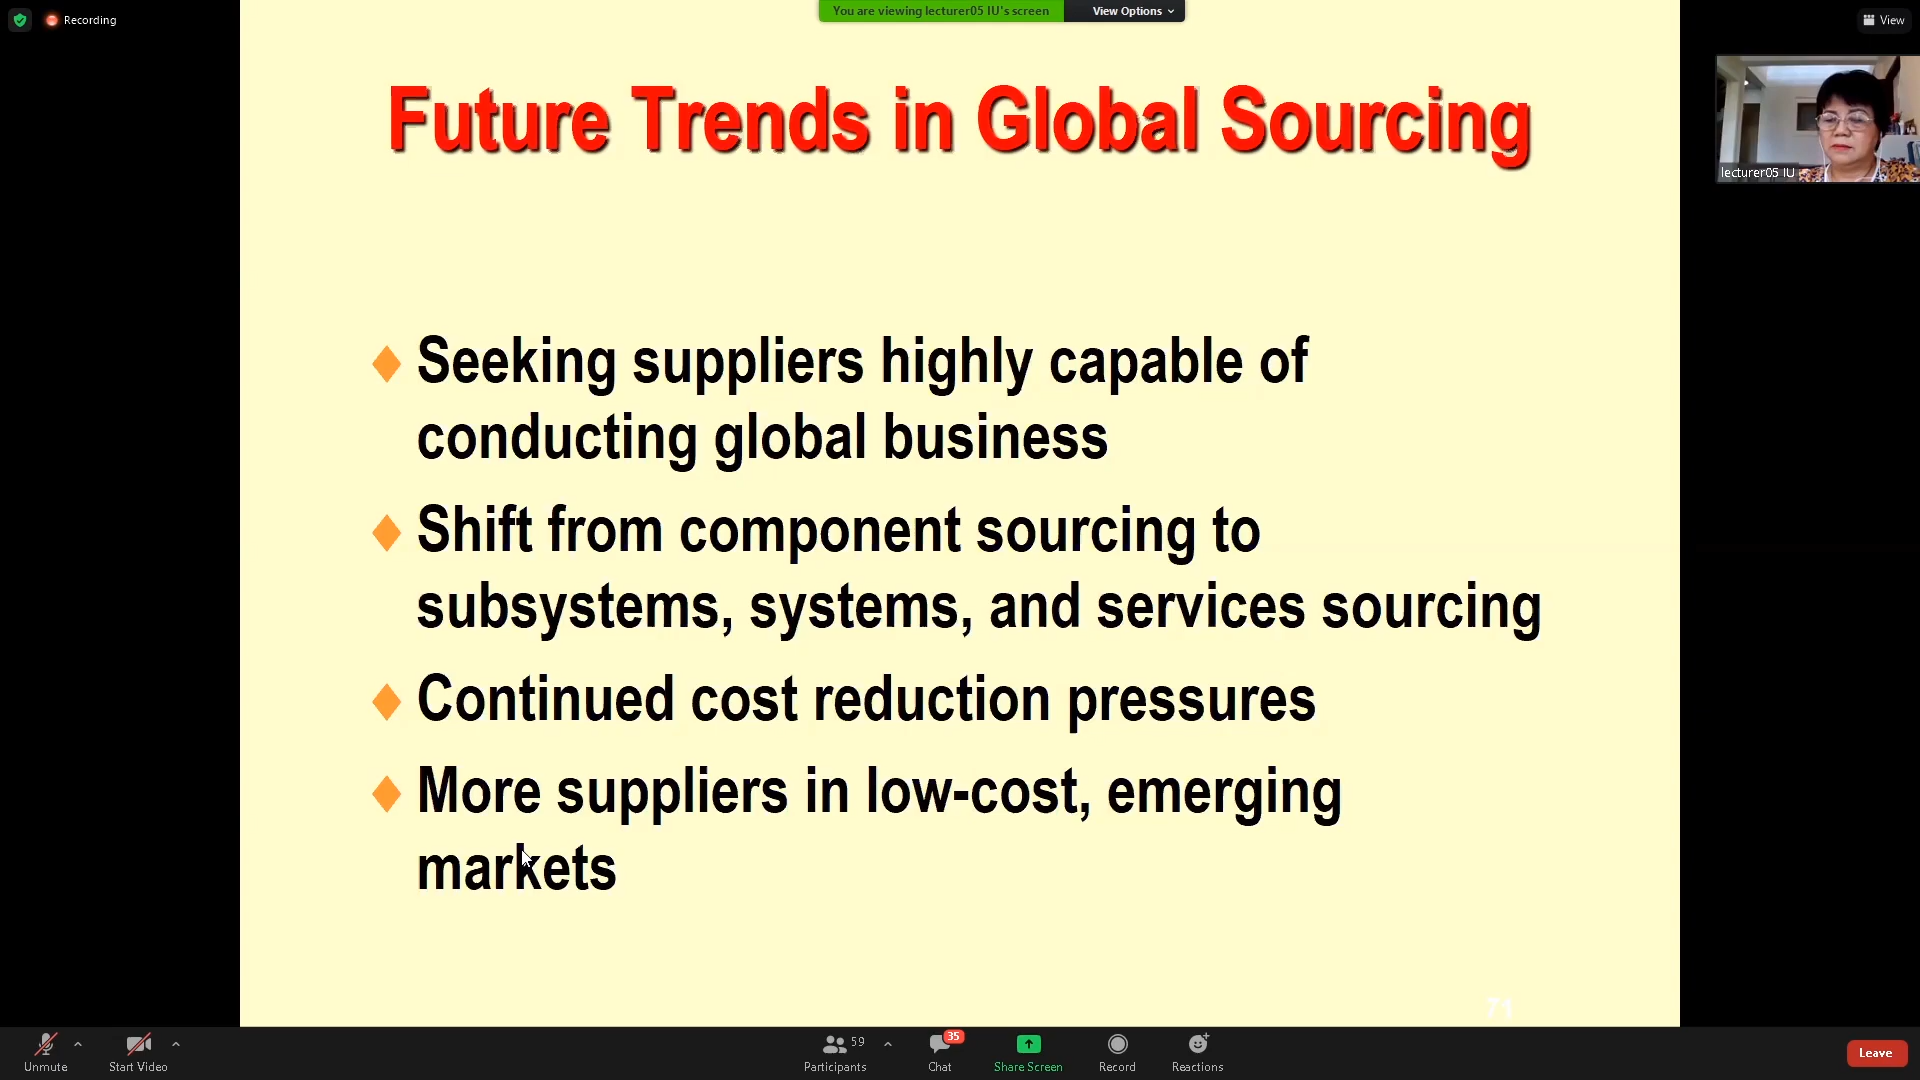 Recording
You are viewing lecturer05 IU's screen
View Options
View
Future Trends in Global Sourcing
lecturer05 IU
Seeking suppliers highly capable of
conducting global business
Shift from component sourcing to
subsystems, systems, and services sourcing
Continued cost reduction pressures
More suppliers in low-cost, emerging
markets
71
Unmute
Start Video
59
Participants
35
Chat
Share Screen
Record
Reactions
Leave